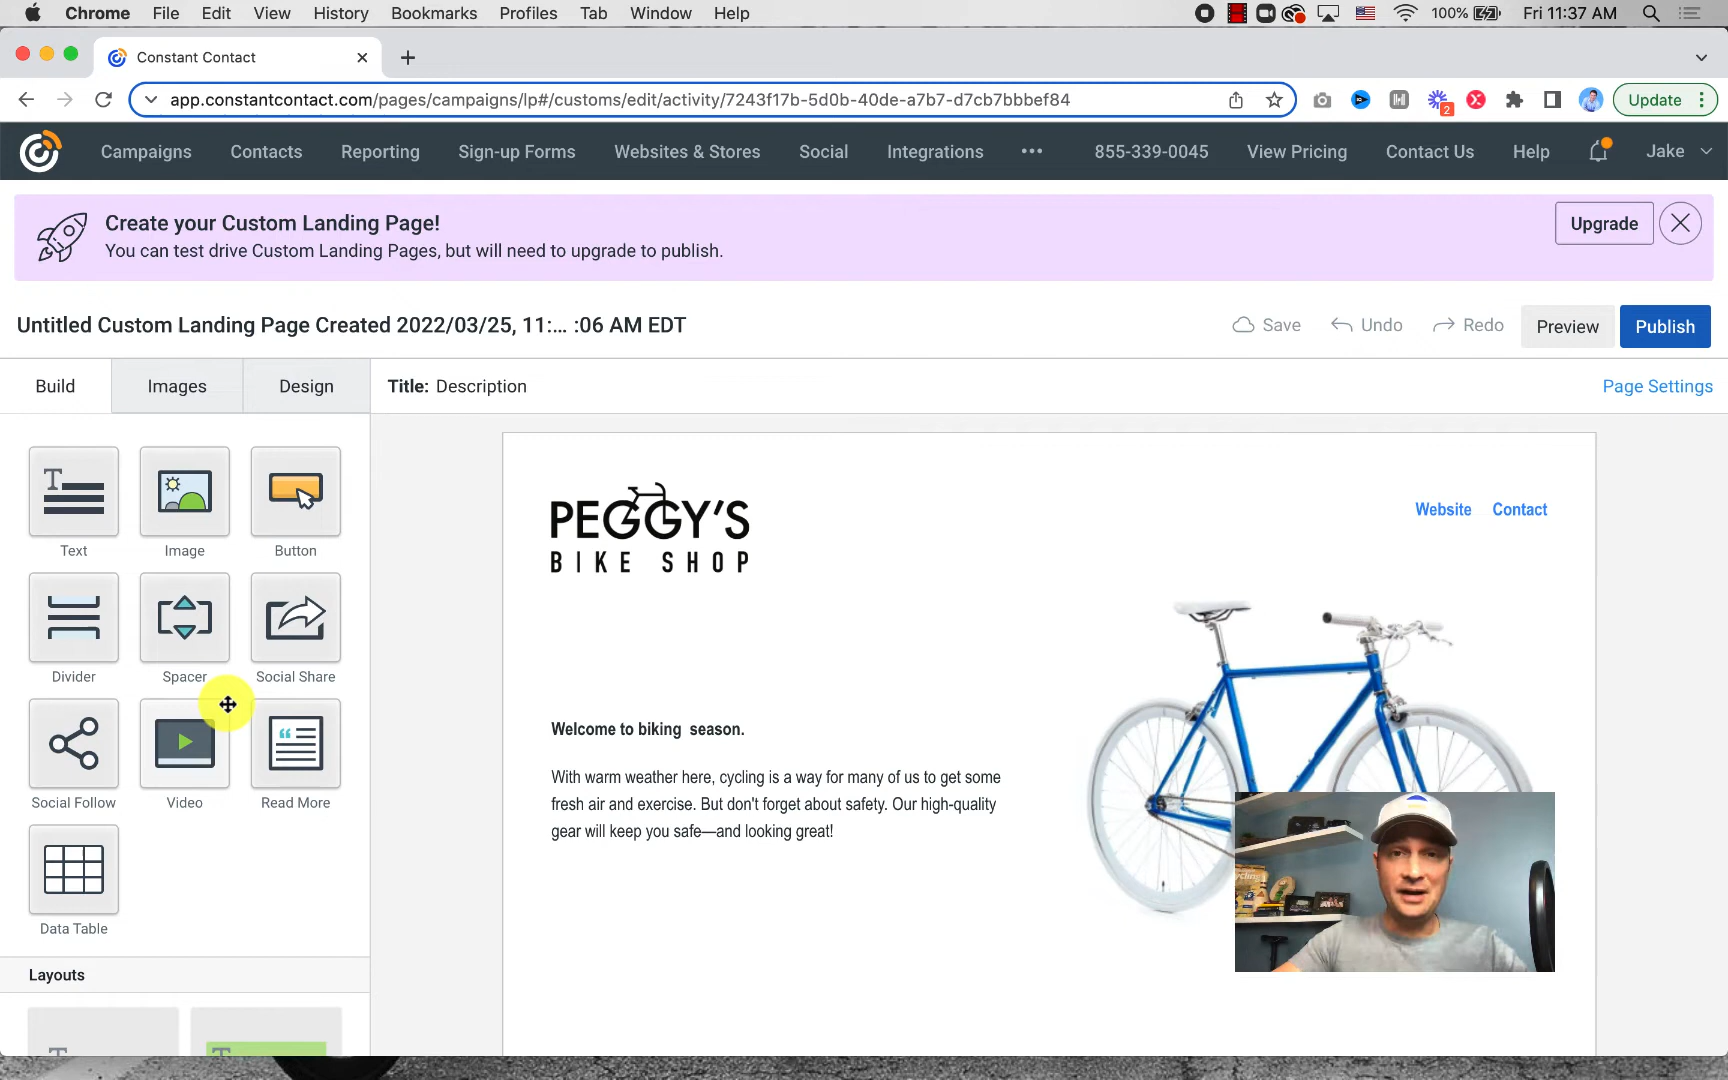 Chrome File Edit View History Bookmarks Profiles Tab Window Help 100% Fri 11:37 AM
Constant Contact
app.constantcontact.com/pages/campaigns/lp#/customs/edit/activity/7243f17b-5d0b-40de-a7b7-d7cb7bbbef84 2 Update
Campaigns Contacts Reporting Sign-up Forms Websites & Stores Social Integrations ••• 855-339-0045 View Pricing Contact Us Help Jake
Create your Custom Landing Page!
You can test drive Custom Landing Pages, but will need to upgrade to publish.
Upgrade
Untitled Custom Landing Page Created 2022/03/25, 11:... :06 AM EDT
Save Undo Redo Preview Publish
Build Images Design
Title: Description
Page Settings
Text Image Button
Divider Spacer Social Share
Social Follow Video Read More
Data Table
Layouts
PEGGY'S
BIKE SHOP
Website Contact
Welcome to biking season.
With warm weather here, cycling is a way for many of us to get some
fresh air and exercise. But don't forget about safety. Our high-quality
gear will keep you safe—and looking great!